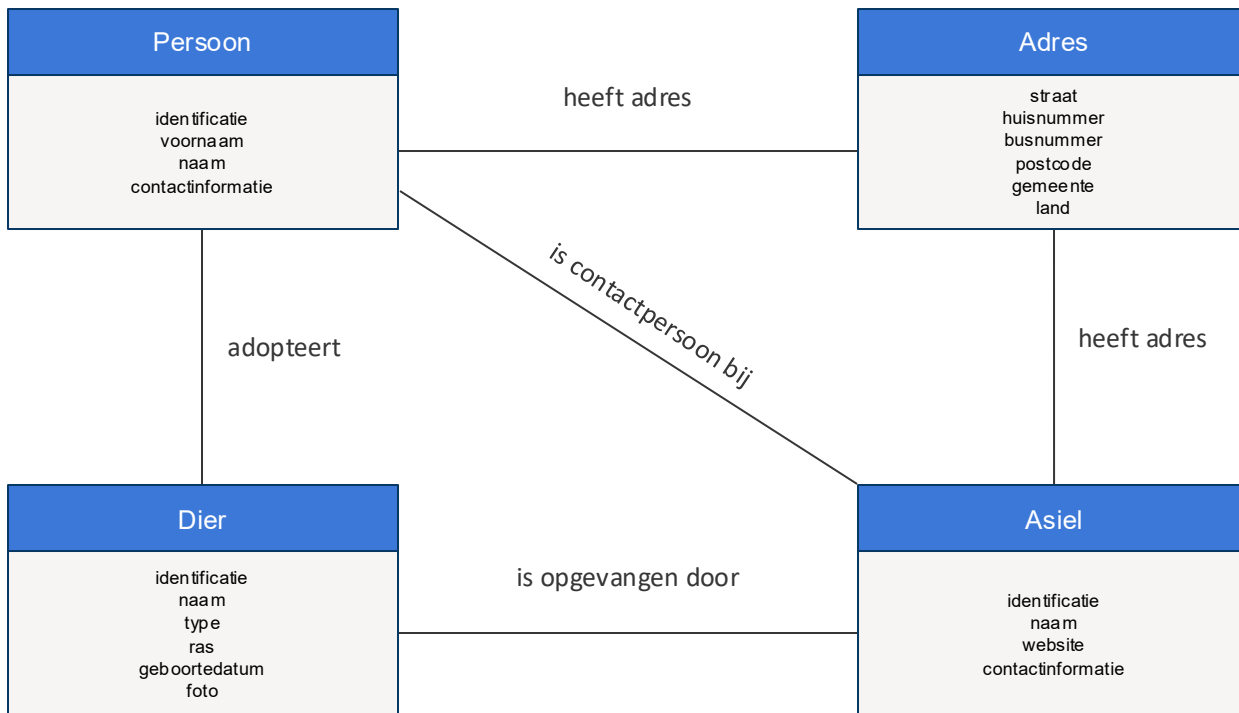 Persoon
identificatie
voornaam
naam
contactinformatie
heeft adres
Adres
straat
huisnummer
busnummer
postcode
gemeente
land
is contactpersoon bij
adopteert
heeft adres
Dier
identificatie
naam
type
ras
geboortedatum
foto
is opgevangen door
Asiel
identificatie
naam
website
contactinformatie